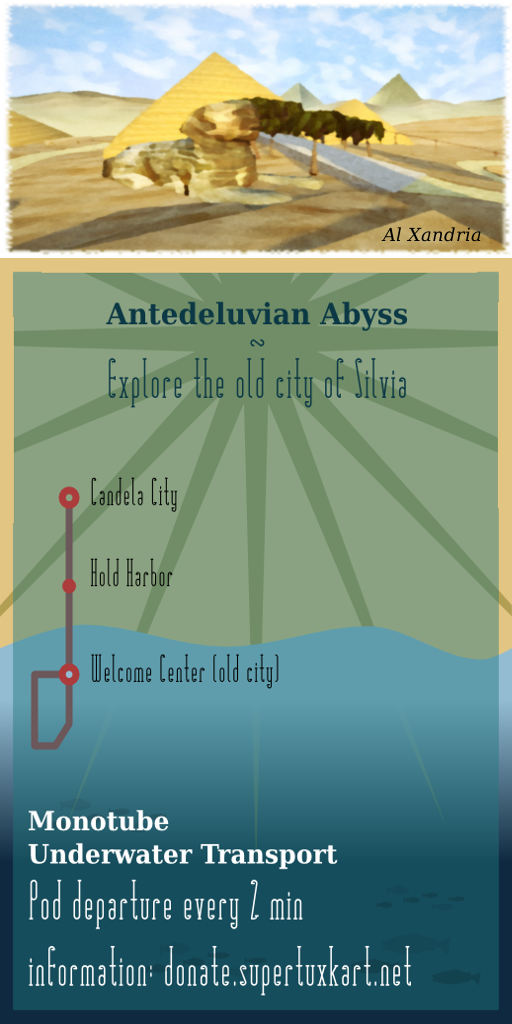 Al Xandria
Antedeluvian Abyss
~
Explore the old city of Silvia
Candela City
Hold Harbor
Welcome Center (old city)
Monotube
Underwater Transport
Pod departure every 2 min
information: donate.supertuxkart.net